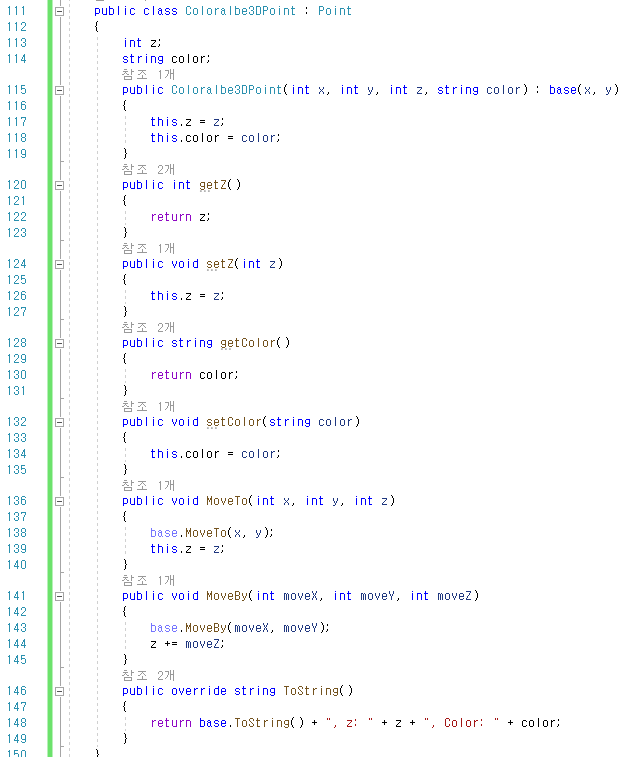 111 public class Coloralbe3DPoint : Point
112 {
113 int z;
114 string color;
참조 1개
115 public Coloralbe3DPoint(int x, int y, int z, string color) : base(x, y)
116 {
117 this.z = z;
118 this.color = color;
119 }
참조 2개
120 public int getZ()
121 {
122 return z;
123 }
참조 1개
124 public void setZ(int z)
125 {
126 this.z = z;
127 }
참조 2개
128 public string getColor()
129 {
130 return color;
131 }
참조 1개
132 public void setColor(string color)
133 {
134 this.color = color;
135 }
참조 1개
136 public void MoveTo(int x, int y, int z)
137 {
138 base.MoveTo(x, y);
139 this.z = z;
140 }
참조 1개
141 public void MoveBy(int moveX, int moveY, int moveZ)
142 {
143 base.MoveBy(moveX, moveY);
144 z += moveZ;
145 }
참조 2개
146 public override string ToString()
147 {
148 return base.ToString() + ", z: " + z + ", Color: " + color;
149 }
150 }